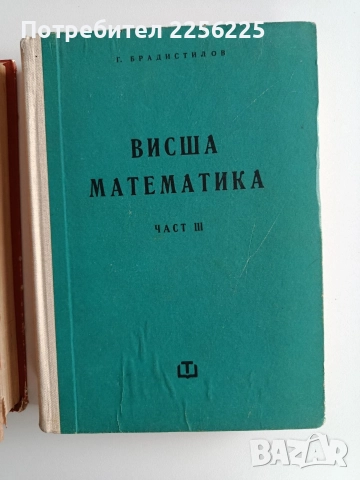 Потребител 2256225
Г. БРАДИСТИЛОВ
ВИСША
МАТЕМАТИКА
ЧАСТ III
Т
BAZAR